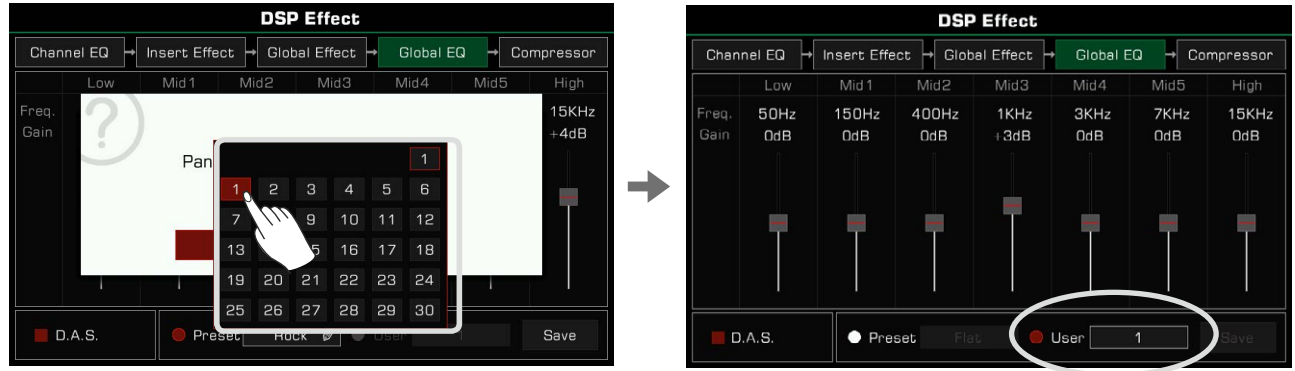 DSP Effect
Channel EQ Insert Effect Global Effect Global EQ Compressor
Low Mid1 Mid2 Mid3 Mid4 Mid5 High
Freq. 15KHz
Gain +4dB
?
Pan
1
1 2 3 4 5 6
7 9 10 11 12
13 15 16 17 18
19 20 21 22 23 24
25 26 27 28 29 30
D.A.S. Preset Rock User 1 Save
DSP Effect
Channel EQ Insert Effect Global Effect Global EQ Compressor
Low Mid1 Mid2 Mid3 Mid4 Mid5 High
Freq. 50Hz 150Hz 400Hz 1KHz 3KHz 7KHz 15KHz
Gain 0dB 0dB 0dB +3dB 0dB 0dB 0dB
D.A.S. Preset Flat User 1 Save